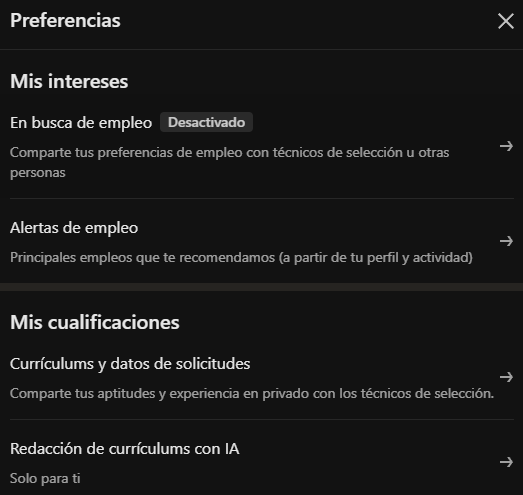 Preferencias
Mis intereses
En busca de empleo Desactivado
Comparte tus preferencias de empleo con técnicos de selección u otras
personas
Alertas de empleo
Principales empleos que te recomendamos (a partir de tu perfil y actividad)
Mis cualificaciones
Currículums y datos de solicitudes
Comparte tus aptitudes y experiencia en privado con los técnicos de selección.
Redacción de currículums con IA
Solo para ti